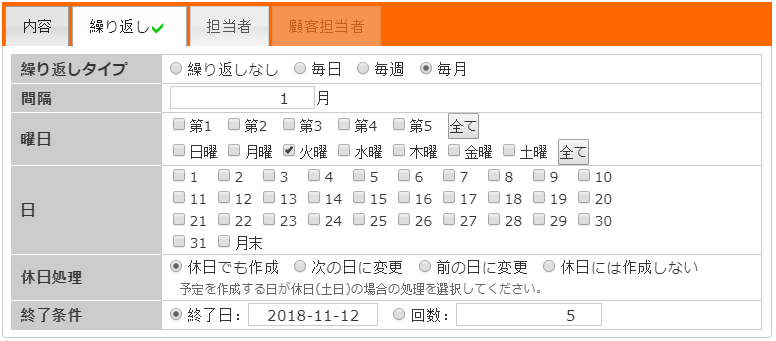 内容 繰り返し 担当者 顧客担当者
繰り返しタイプ 繰り返しなし 毎日 毎週 毎月
間隔 1 月
曜日 第1 第2 第3 第4 第5 全て
日曜 月曜 火曜 水曜 木曜 金曜 土曜 全て
日 1 2 3 4 5 6 7 8 9 10
11 12 13 14 15 16 17 18 19 20
21 22 23 24 25 26 27 28 29 30
31 月末
休日処理 休日でも作成 次の日に変更 前の日に変更 休日には作成しない
予定を作成する日が休日(土日)の場合の処理を選択してください。
終了条件 終了日: 2018-11-12 回数: 5